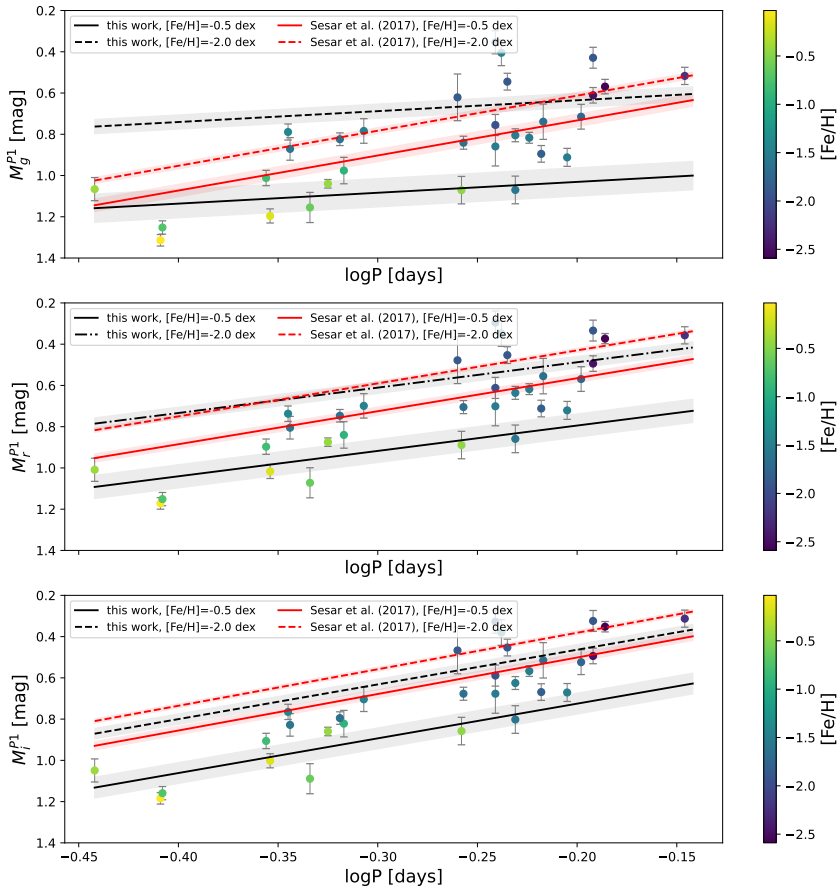 this work, [Fe/H]=-0.5 dex
this work, [Fe/H]=-2.0 dex
Sesar et al. (2017), [Fe/H]=-0.5 dex
Sesar et al. (2017), [Fe/H]=-2.0 dex
0.2
0.4
0.6
0.8
1.0
1.2
1.4
M_g^{P1} [mag]
logP [days]
−0.5
−1.0
−1.5
−2.0
−2.5
[Fe/H]
this work, [Fe/H]=-0.5 dex
this work, [Fe/H]=-2.0 dex
Sesar et al. (2017), [Fe/H]=-0.5 dex
Sesar et al. (2017), [Fe/H]=-2.0 dex
0.2
0.4
0.6
0.8
1.0
1.2
1.4
M_r^{P1} [mag]
logP [days]
−0.5
−1.0
−1.5
−2.0
−2.5
[Fe/H]
this work, [Fe/H]=-0.5 dex
this work, [Fe/H]=-2.0 dex
Sesar et al. (2017), [Fe/H]=-0.5 dex
Sesar et al. (2017), [Fe/H]=-2.0 dex
0.2
0.4
0.6
0.8
1.0
1.2
1.4
M_i^{P1} [mag]
−0.45 −0.40 −0.35 −0.30 −0.25 −0.20 −0.15
logP [days]
−0.5
−1.0
−1.5
−2.0
−2.5
[Fe/H]